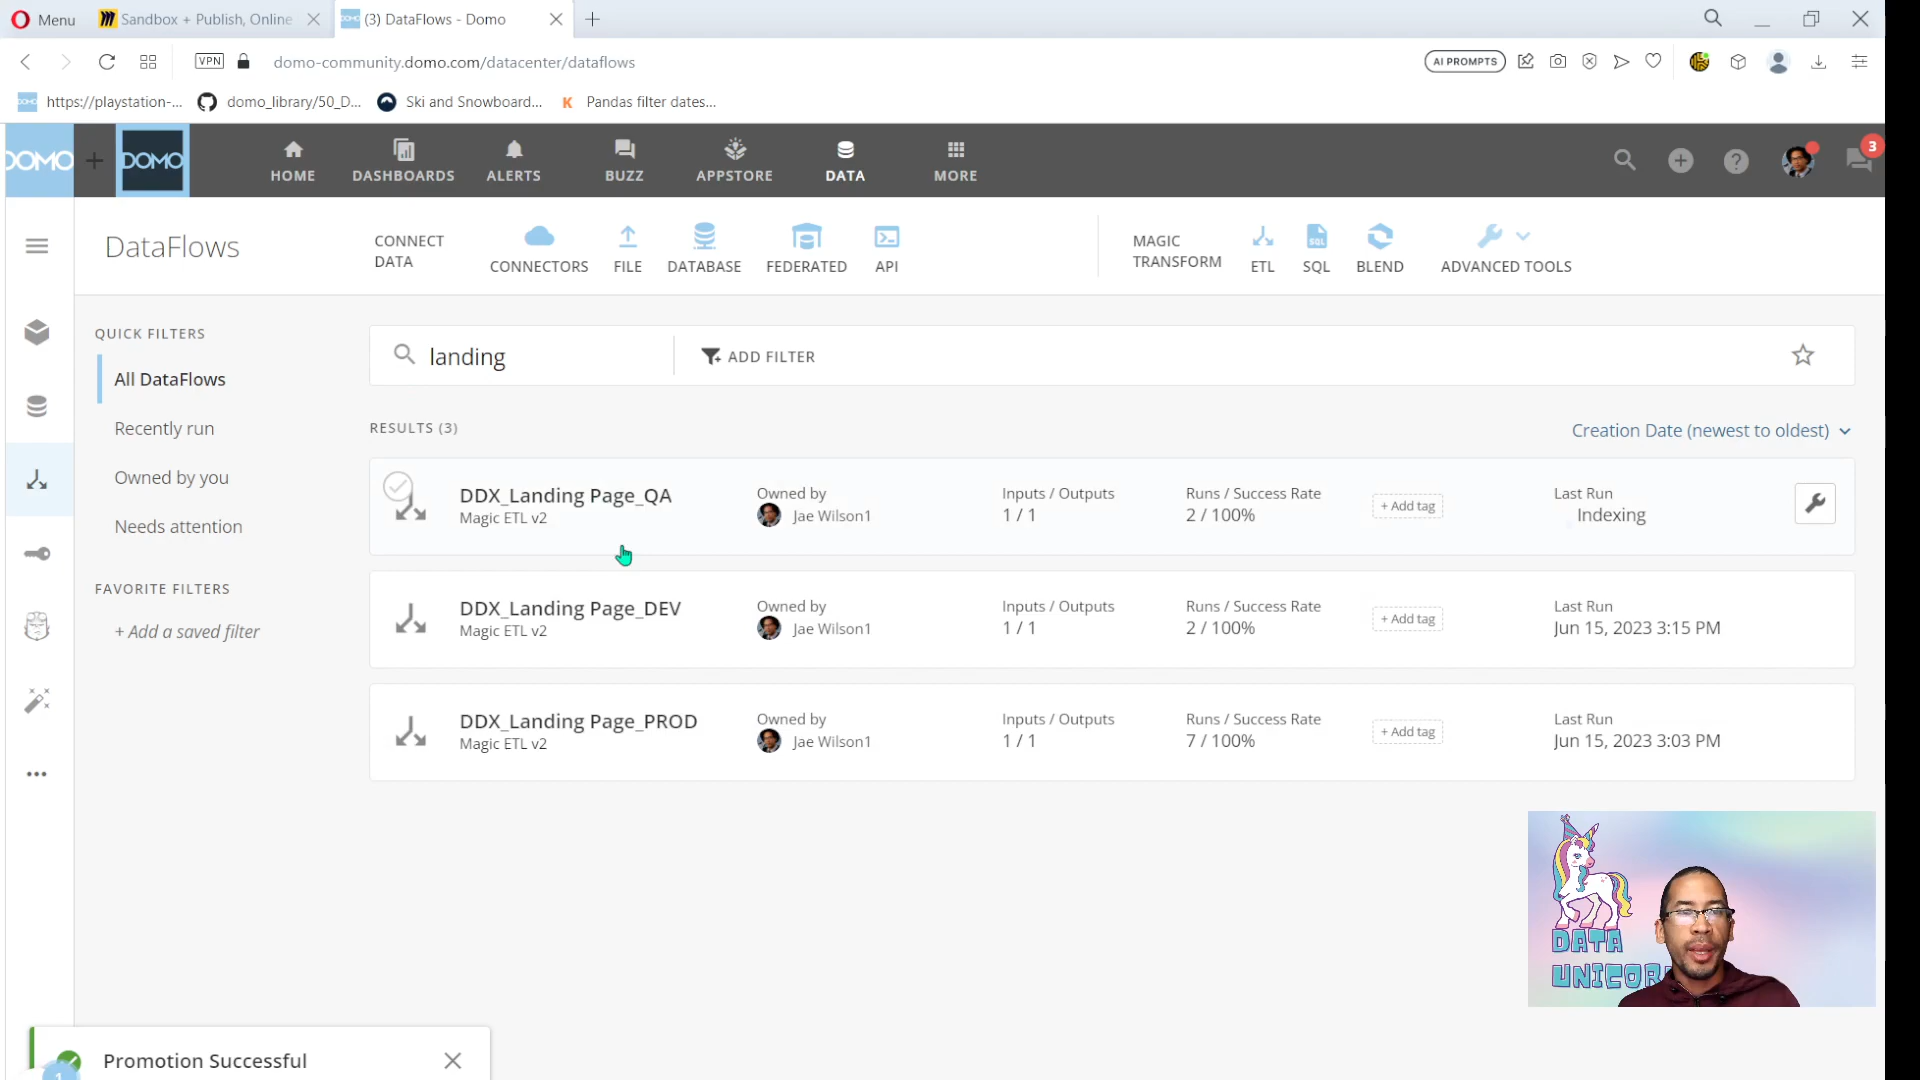 Menu
Sandbox + Publish, Online
(3) DataFlows - Domo
VPN
domo-community.domo.com/datacenter/dataflows
AI PROMPTS
https://playstation-...
domo_library/50_D...
Ski and Snowboard...
Pandas filter dates...
DOMO
DOMO
HOME
DASHBOARDS
ALERTS
BUZZ
APPSTORE
DATA
MORE
3
DataFlows
CONNECT
DATA
CONNECTORS
FILE
DATABASE
FEDERATED
API
MAGIC
TRANSFORM
ETL
SQL
SQL
BLEND
ADVANCED TOOLS
QUICK FILTERS
All DataFlows
Recently run
Owned by you
Needs attention
FAVORITE FILTERS
+ Add a saved filter
landing
ADD FILTER
RESULTS (3)
Creation Date (newest to oldest)
DDX_Landing Page_QA
Magic ETL v2
Owned by
Jae Wilson1
Inputs / Outputs
1 / 1
Runs / Success Rate
2 / 100%
+ Add tag
Last Run
Indexing
DDX_Landing Page_DEV
Magic ETL v2
Owned by
Jae Wilson1
Inputs / Outputs
1 / 1
Runs / Success Rate
2 / 100%
+ Add tag
Last Run
Jun 15, 2023 3:15 PM
DDX_Landing Page_PROD
Magic ETL v2
Owned by
Jae Wilson1
Inputs / Outputs
1 / 1
Runs / Success Rate
7 / 100%
+ Add tag
Last Run
Jun 15, 2023 3:03 PM
DATA
UNICOR
Promotion Successful
1